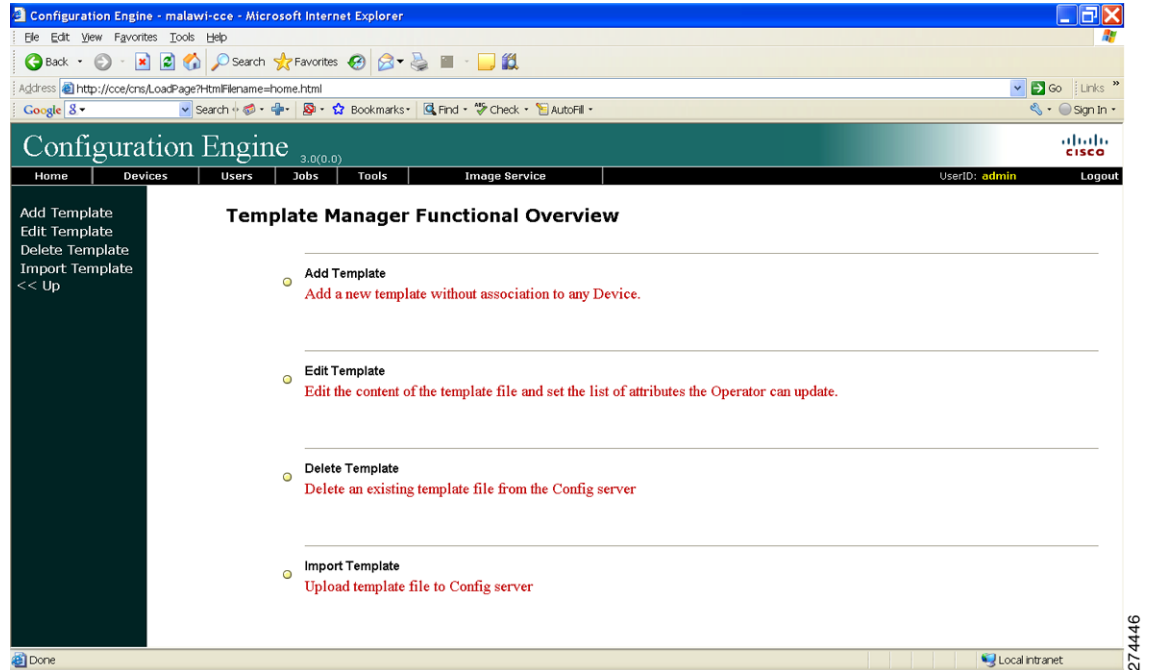 Configuration Engine - malawi-cce - Microsoft Internet Explorer
File Edit View Favorites Tools Help
Back Search Favorites
Address http://cce/cns/LoadPage?HtmlFilename=home.html Go Links »
Google Search Bookmarks Find Check AutoFill Sign In
Configuration Engine 3.0(0.0)
CISCO
Home Devices Users Jobs Tools Image Service UserID: admin Logout
Add Template
Edit Template
Delete Template
Import Template
<< Up
Template Manager Functional Overview
Add Template
Add a new template without association to any Device.
Edit Template
Edit the content of the template file and set the list of attributes the Operator can update.
Delete Template
Delete an existing template file from the Config server
Import Template
Upload template file to Config server
Done Local intranet
274446